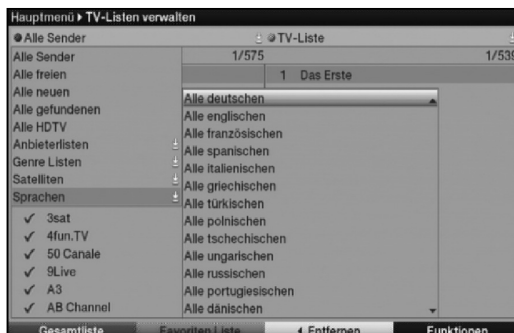 Hauptmenü ▸ TV-Listen verwalten
Alle Sender
TV-Liste
Alle Sender
1/575
1/539
Alle freien
1 Das Erste
Alle neuen
Alle gefundenen
Alle HDTV
Anbieterlisten
Genre Listen
Satelliten
Sprachen
✓ 3sat
✓ 4fun.TV
✓ 50 Canale
✓ 9Live
✓ A3
✓ AB Channel
Alle deutschen
Alle englischen
Alle französischen
Alle spanischen
Alle italienischen
Alle griechischen
Alle türkischen
Alle polnischen
Alle tschechischen
Alle ungarischen
Alle russischen
Alle portugiesischen
Alle dänischen
Gesamtliste
Favoriten Liste
Entfernen
Funktionen